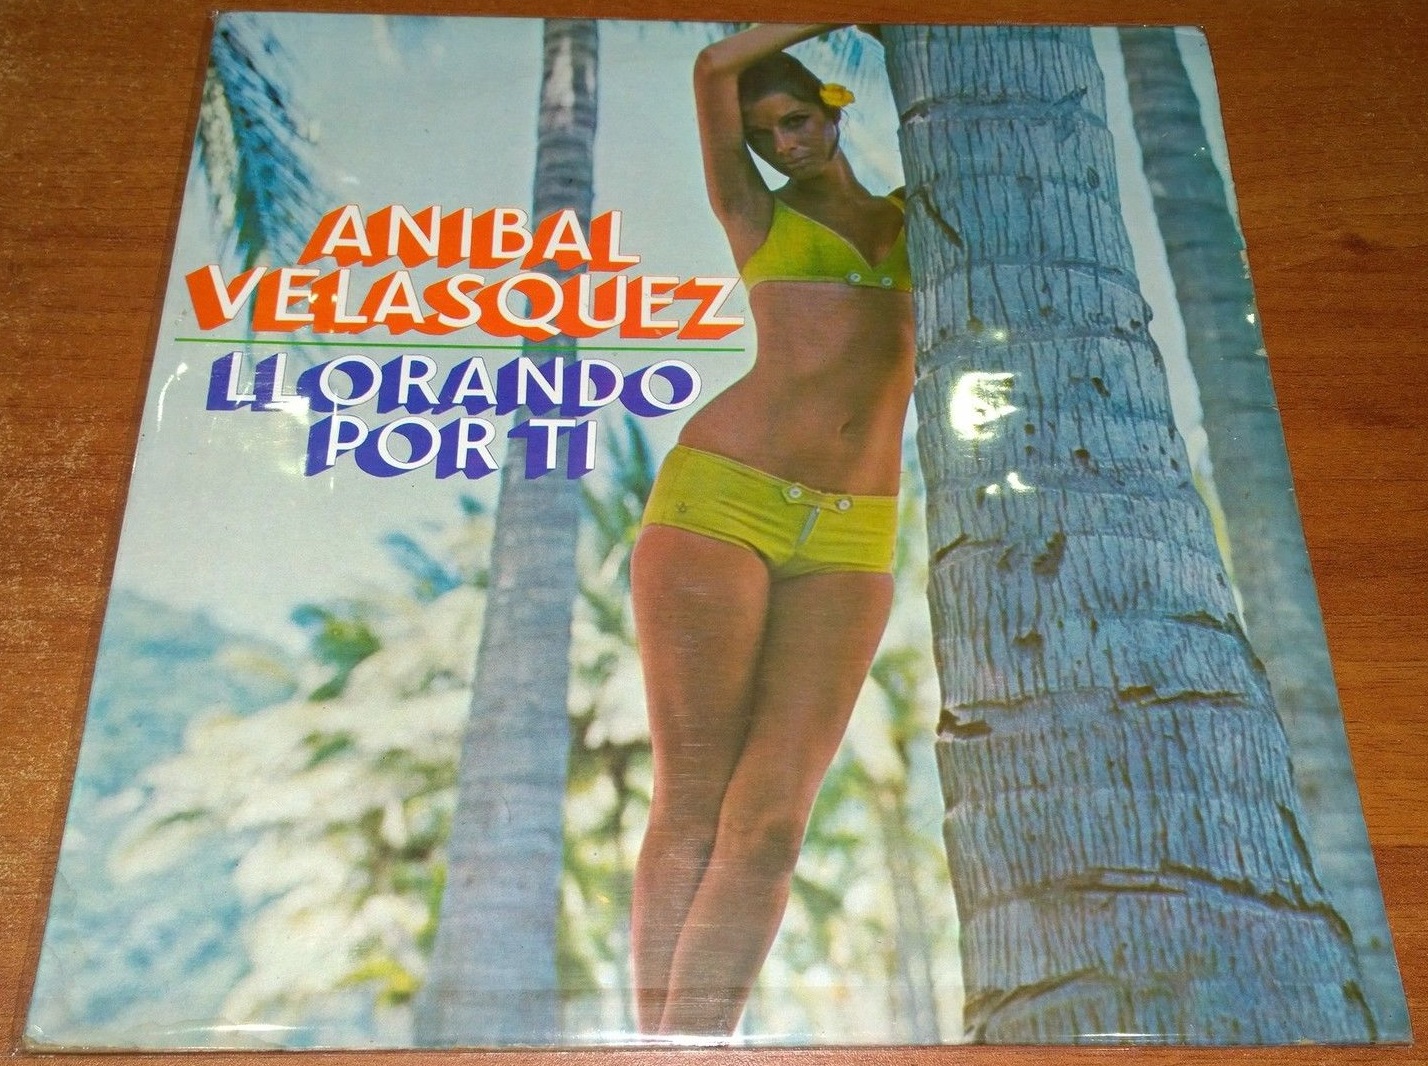 ANIBAL
VELASQUEZ
LLORANDO
POR TI